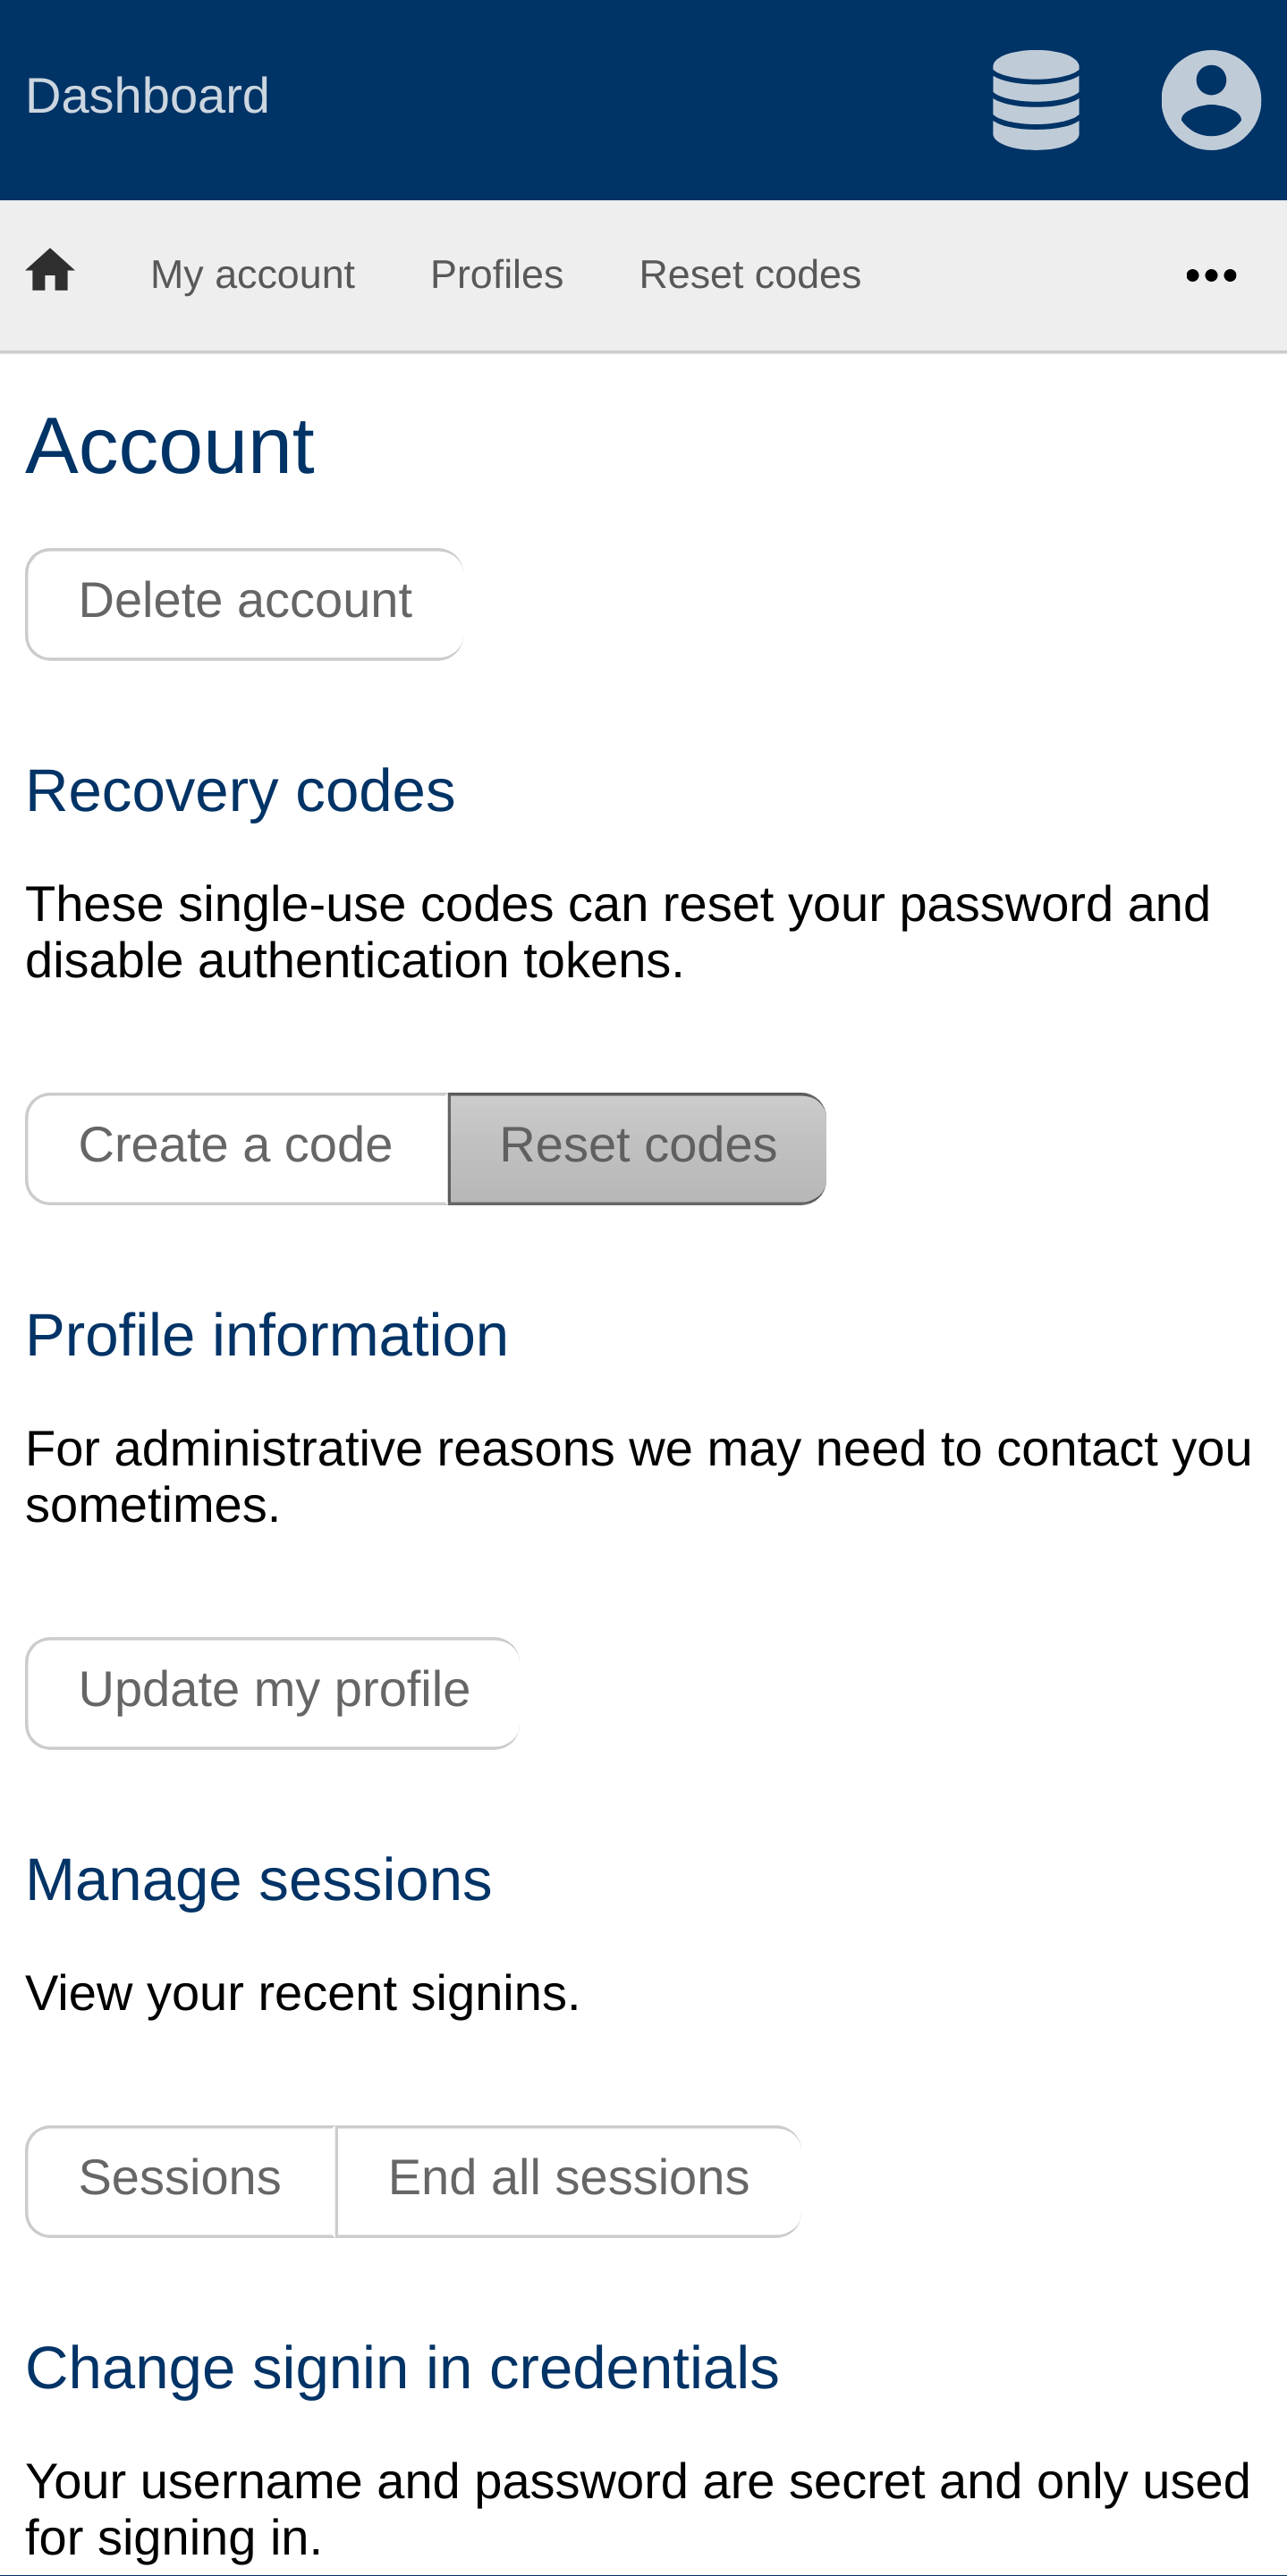 Dashboard
My account Profiles Reset codes
Account
Delete account
Recovery codes
These single-use codes can reset your password and
disable authentication tokens.
Create a code Reset codes
Profile information
For administrative reasons we may need to contact you
sometimes.
Update my profile
Manage sessions
View your recent signins.
Sessions End all sessions
Change signin in credentials
Your username and password are secret and only used
for signing in.